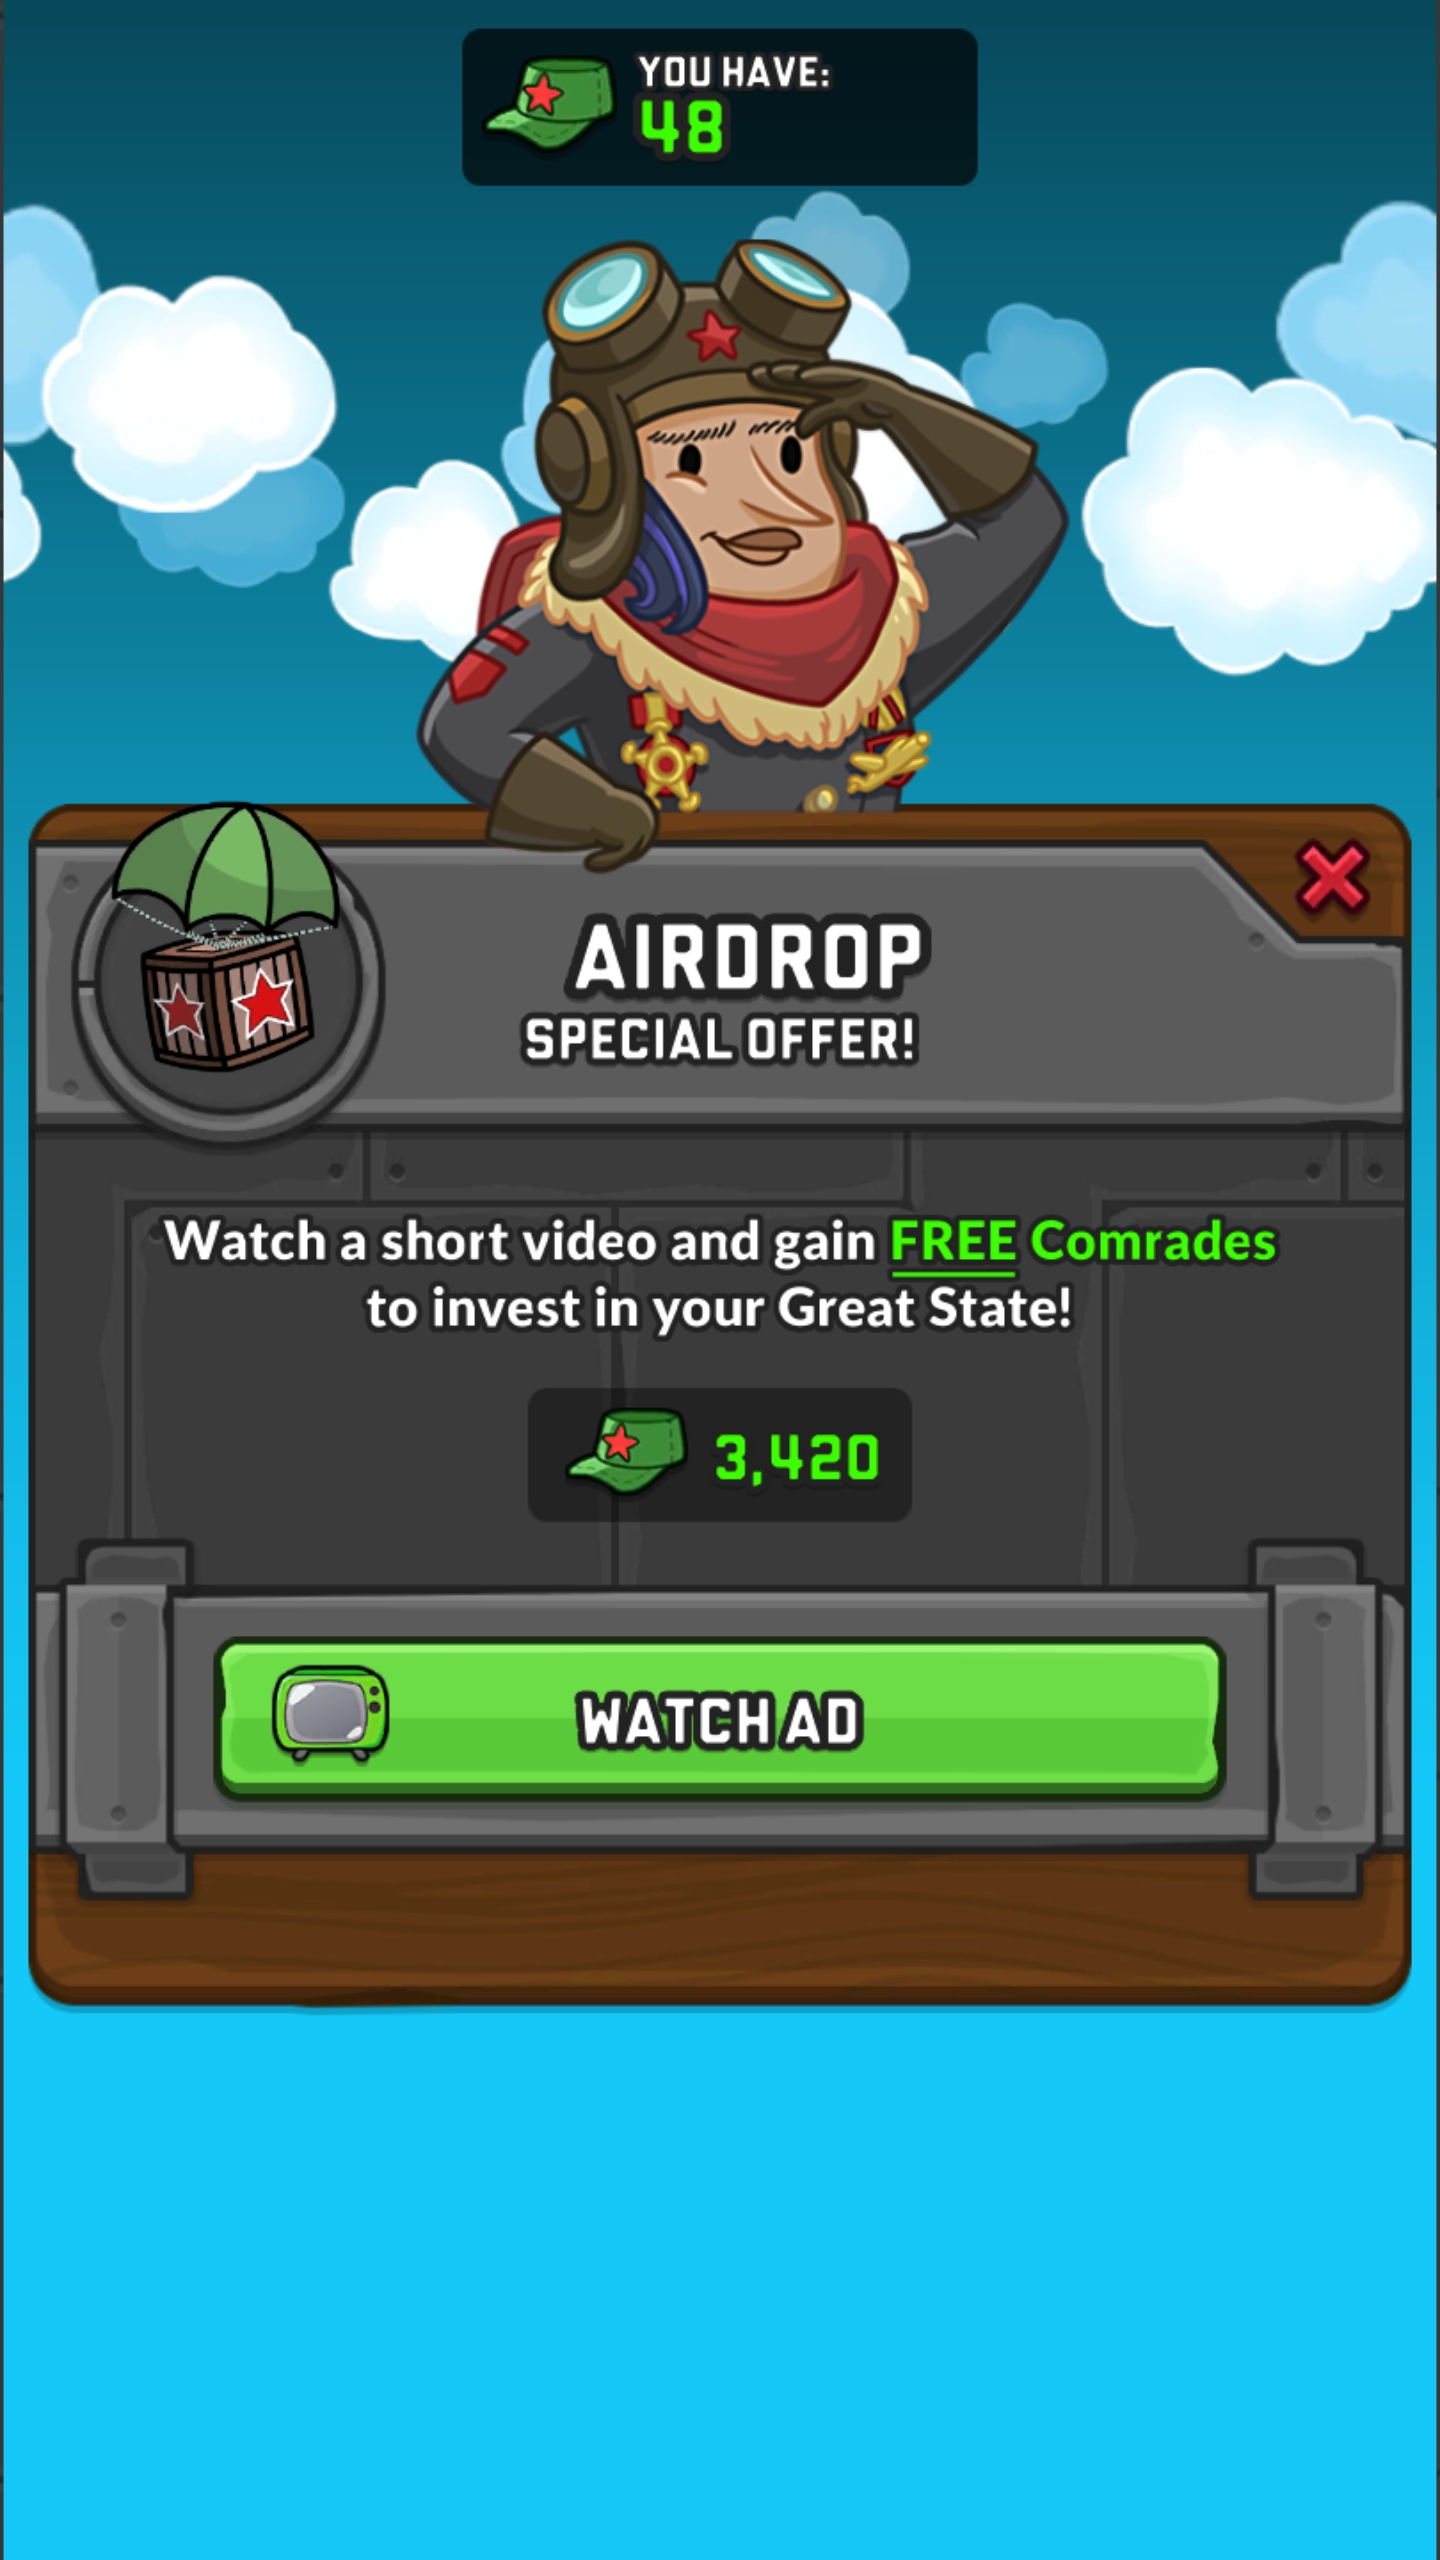 YOU HAVE:
48
AIRDROP
SPECIAL OFFER!
Watch a short video and gain FREE Comrades
to invest in your Great State!
3,420
WATCH AD